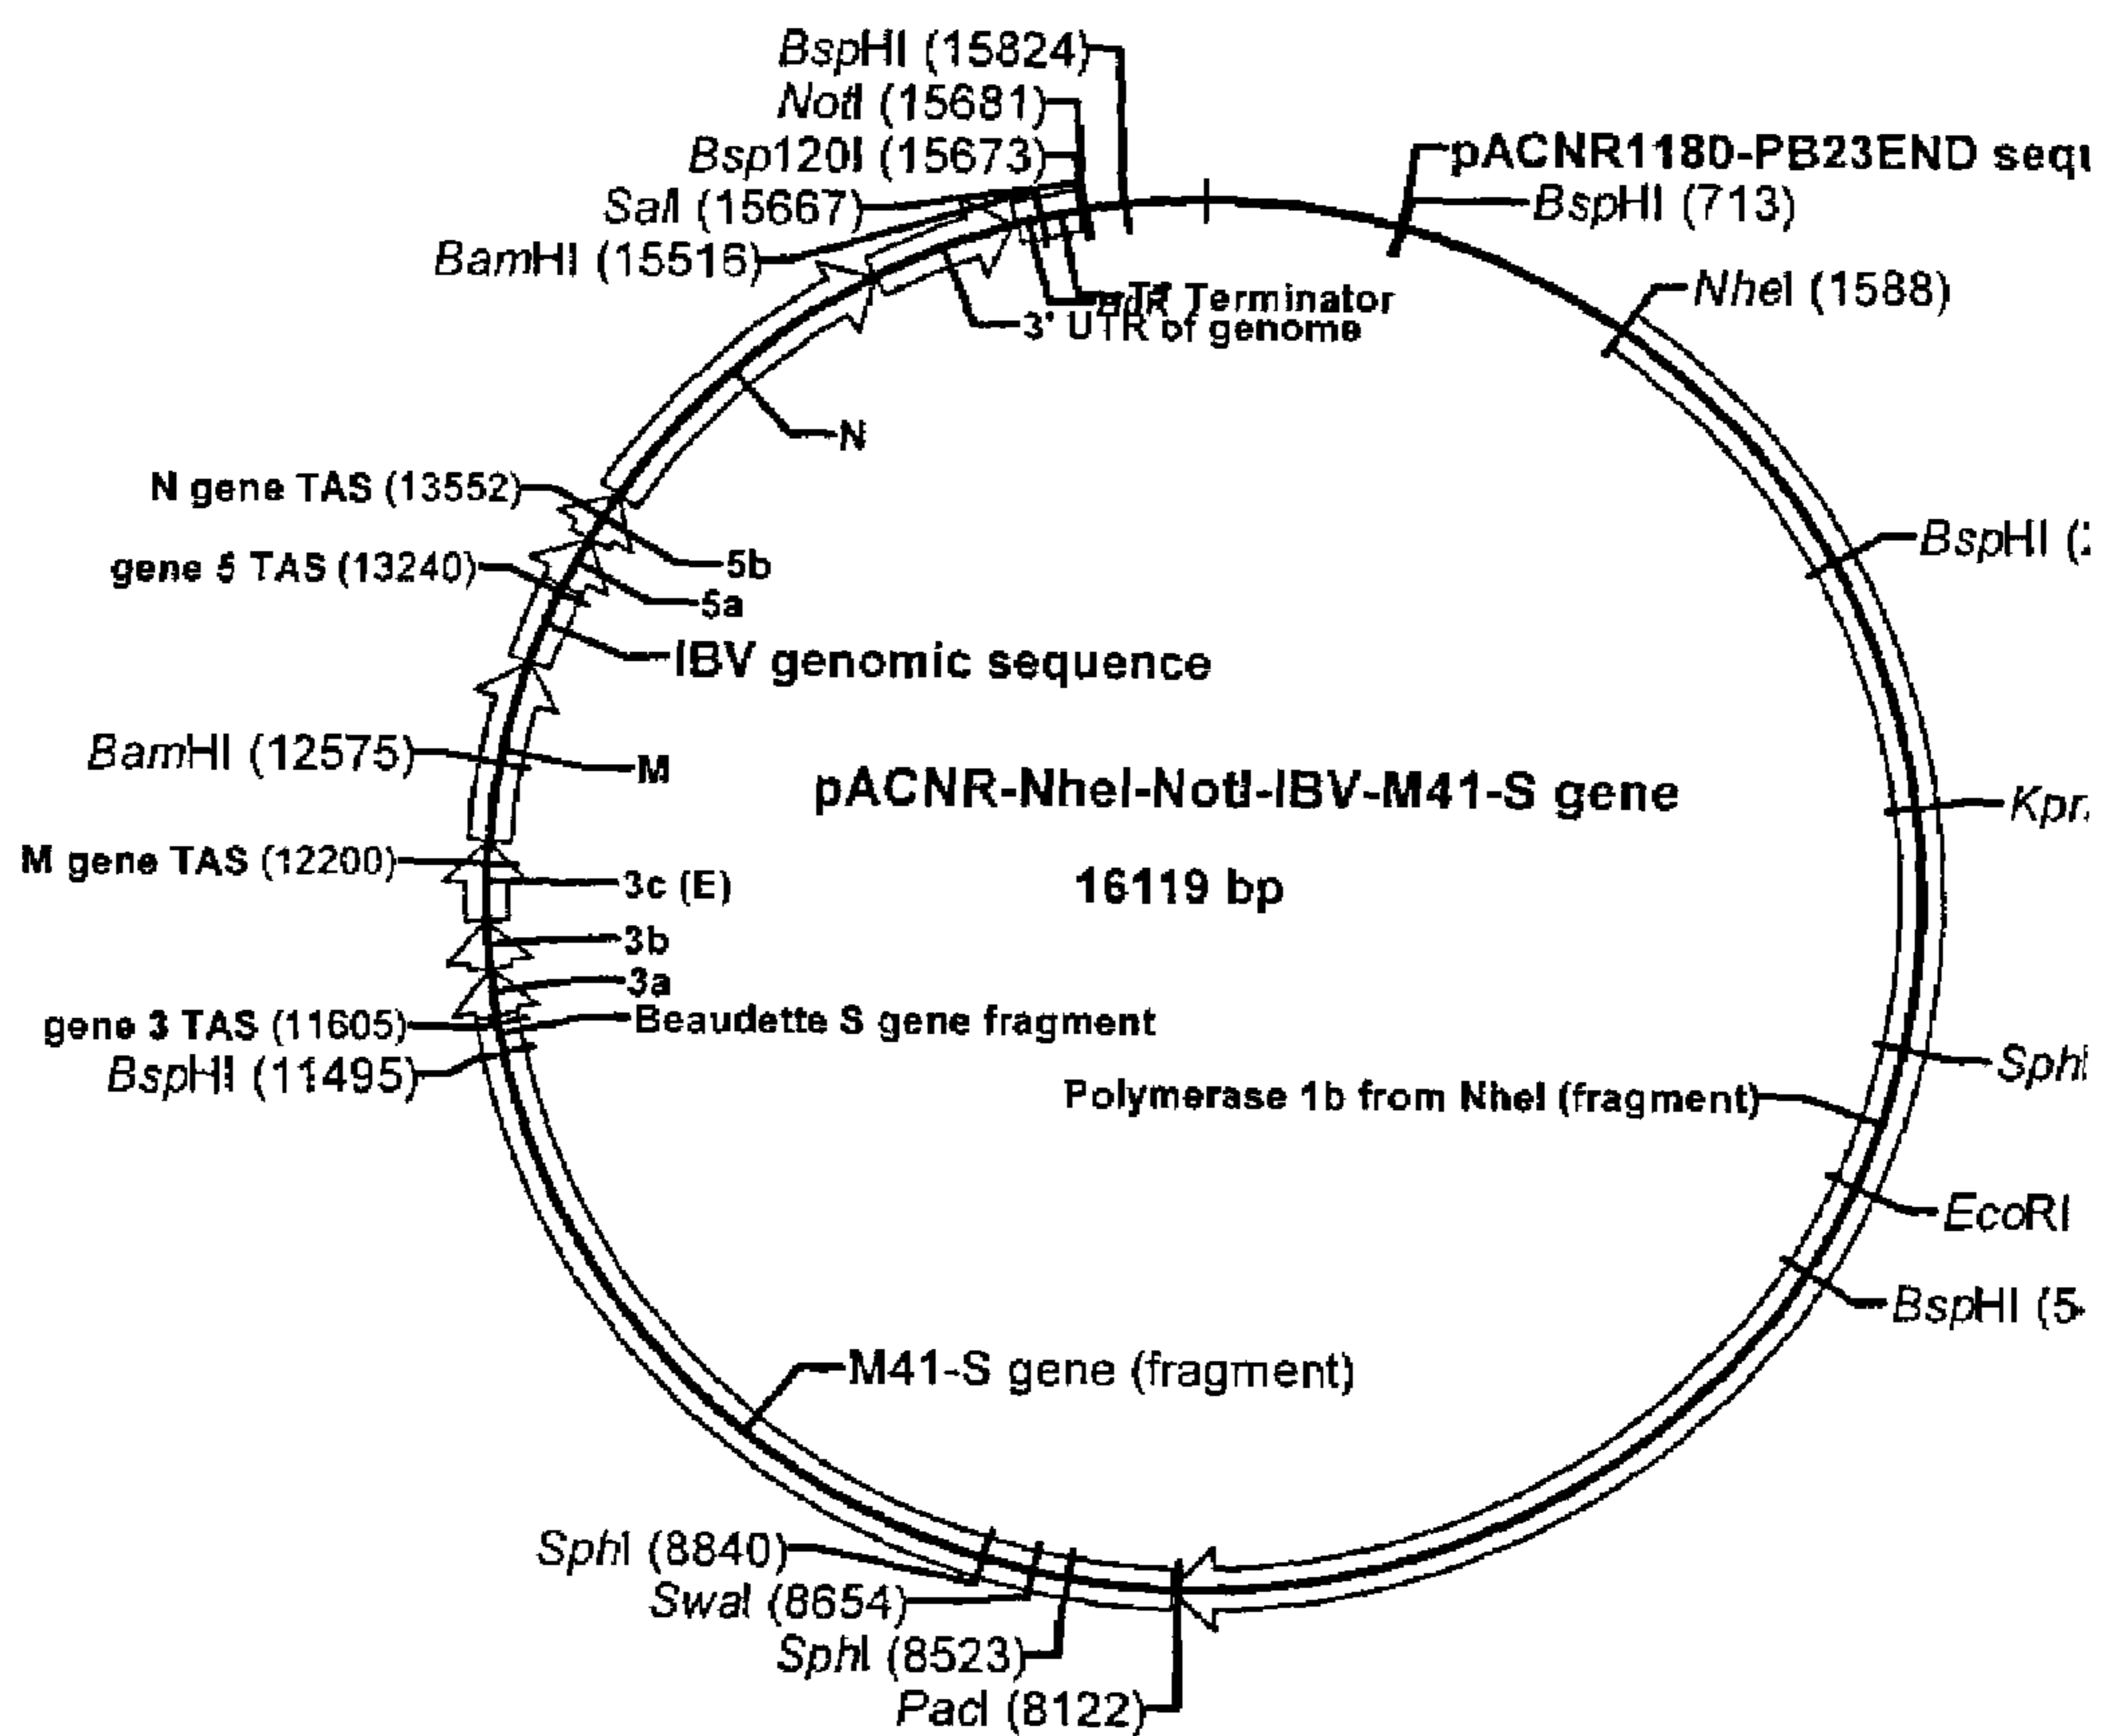 BspHI (15824)
NotI (15681)
Bsp120I (15673)
SalI (15667)
BamHI (15516)
pACNR1180-PB23END sequ
BspHI (713)
NheI (1588)
Terminator
3' UTR of genome
N
N gene TAS (13552)
5b
gene 5 TAS (13240)
5a
IBV genomic sequence
BspHI (
BamHI (12575)
M
pACNR-NheI-NotI-IBV-M41-S gene
16119 bp
M gene TAS (12200)
3c (E)
3b
3a
gene 3 TAS (11605)
Beaudette S gene fragment
BspHI (11495)
SphI
Polymerase 1b from NheI (fragment)
EcoRI
BspHI (5
M41-S gene (fragment)
SphI (8840)
SwaI (8654)
SphI (8523)
PacI (8122)